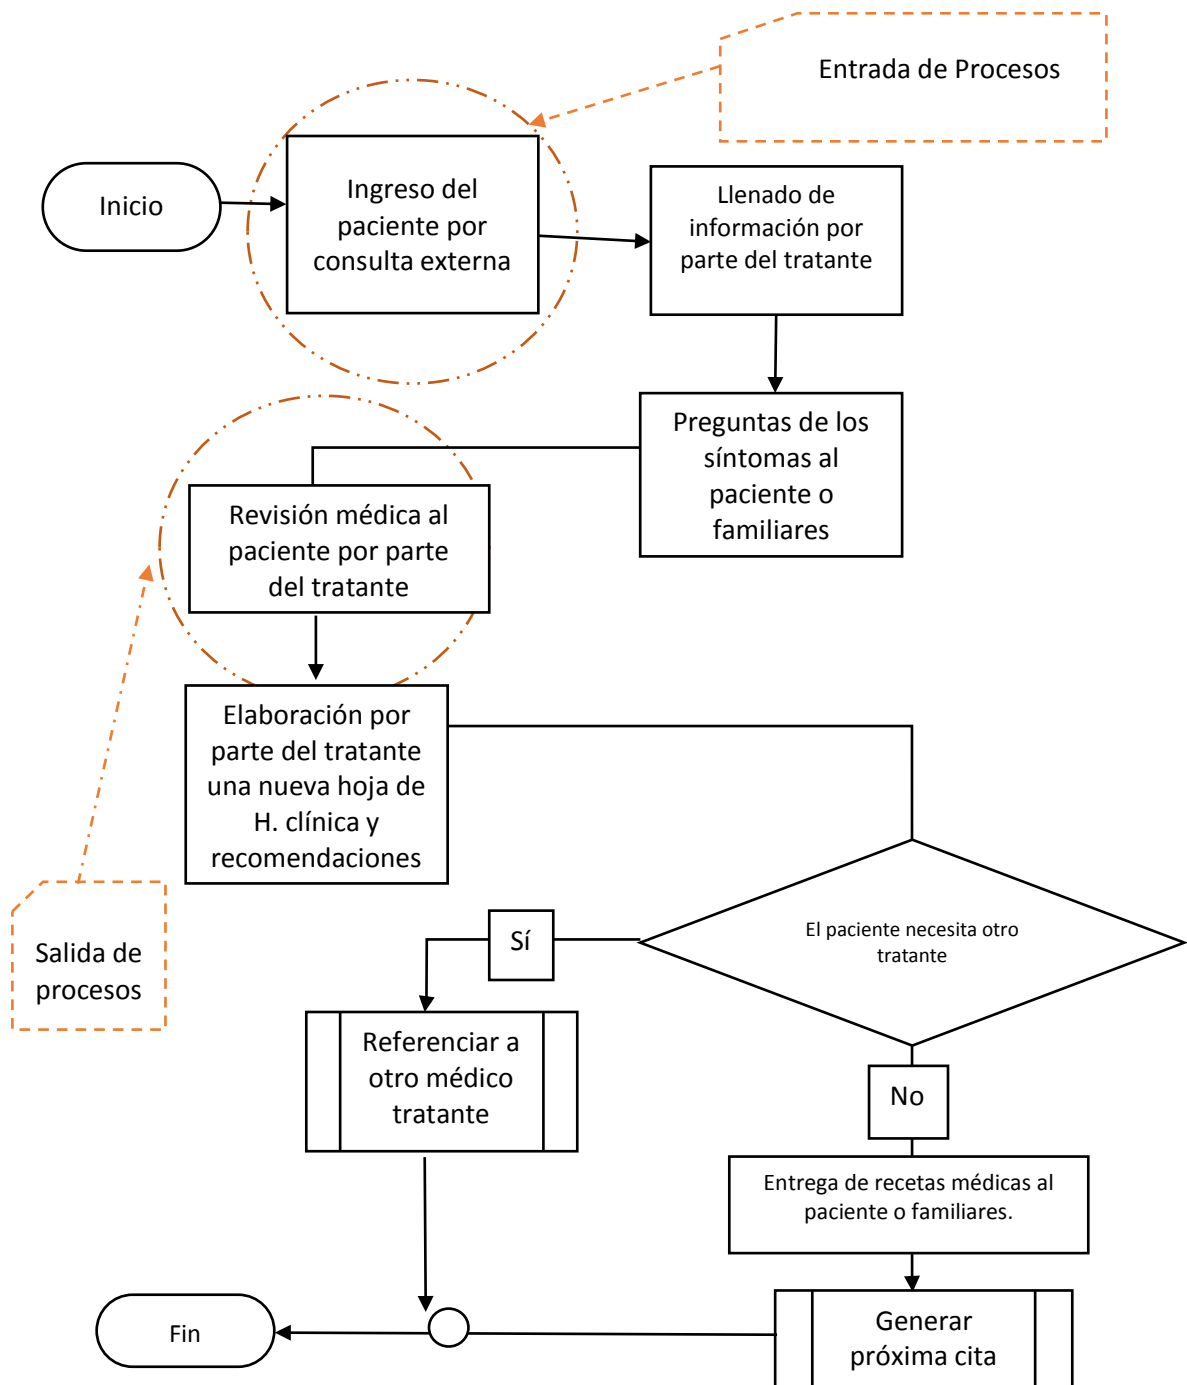 Entrada de Procesos
Inicio
Ingreso del
paciente por
consulta externa
Llenado de
información por
parte del tratante
Preguntas de los
síntomas al
paciente o
familiares
Revisión médica al
paciente por parte
del tratante
Elaboración por
parte del tratante
una nueva hoja de
H. clínica y
recomendaciones
Salida de
procesos
El paciente necesita otro
tratante
Sí
Referenciar a
otro médico
tratante
No
Entrega de recetas médicas al
paciente o familiares.
Generar
próxima cita
Fin